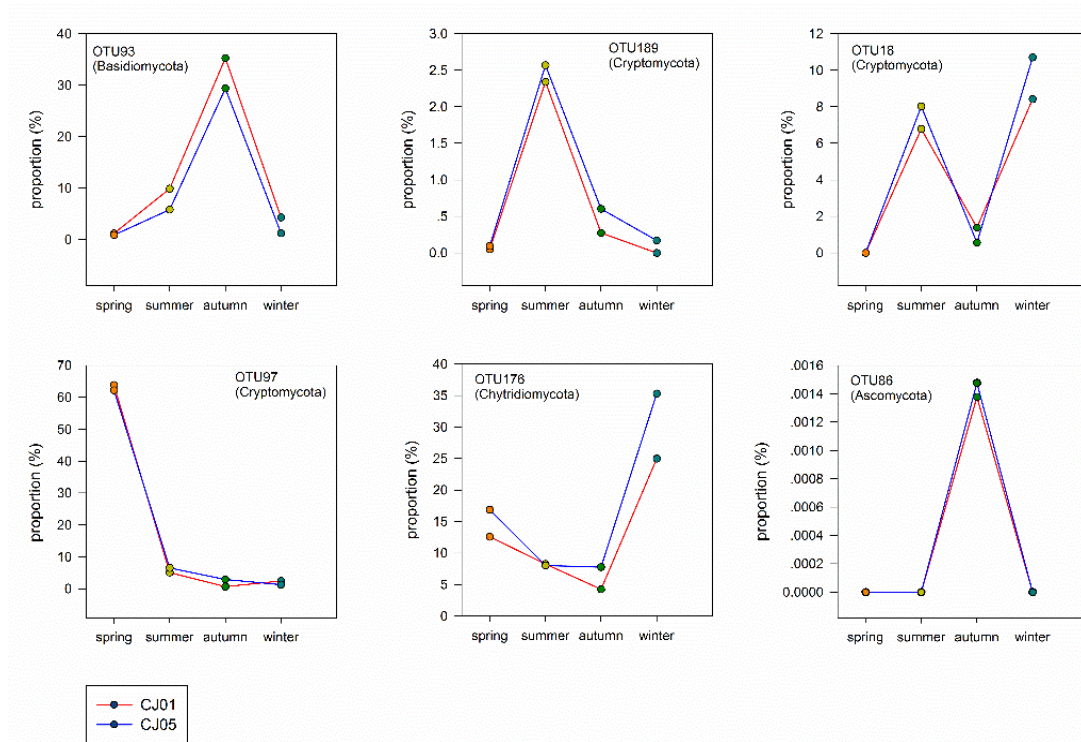 OTU93
(Basidiomycota)
proportion (%)
40
30
20
10
0
spring summer autumn winter
OTU189
(Cryptomycota)
proportion (%)
3.0
2.5
2.0
1.5
1.0
.5
0.0
spring summer autumn winter
OTU18
(Cryptomycota)
proportion (%)
12
10
8
6
4
2
0
spring summer autumn winter
OTU97
(Cryptomycota)
proportion (%)
70
60
50
40
30
20
10
0
spring summer autumn winter
OTU176
(Chytridiomycota)
proportion (%)
40
35
30
25
20
15
10
5
0
spring summer autumn winter
OTU86
(Ascomycota)
proportion (%)
.0016
.0014
.0012
.0010
.0008
.0006
.0004
.0002
0.0000
spring summer autumn winter
CJ01
CJ05